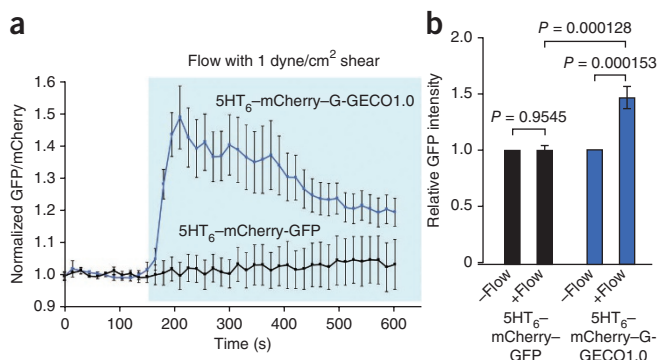 a
Flow with 1 dyne/cm² shear
1.6
1.5
1.4
1.3
1.2
1.1
1.0
0.9
Normalized GFP/mCherry
5HT₆–mCherry–G-GECO1.0
5HT₆–mCherry-GFP
0
100
200
300
400
500
600
Time (s)
b
P = 0.000128
P = 0.000153
P = 0.9545
2.0
1.5
1.0
0.5
0
Relative GFP intensity
–Flow
+Flow
–Flow
+Flow
5HT₆–
mCherry–
GFP
5HT₆–
mCherry–G-
GECO1.0